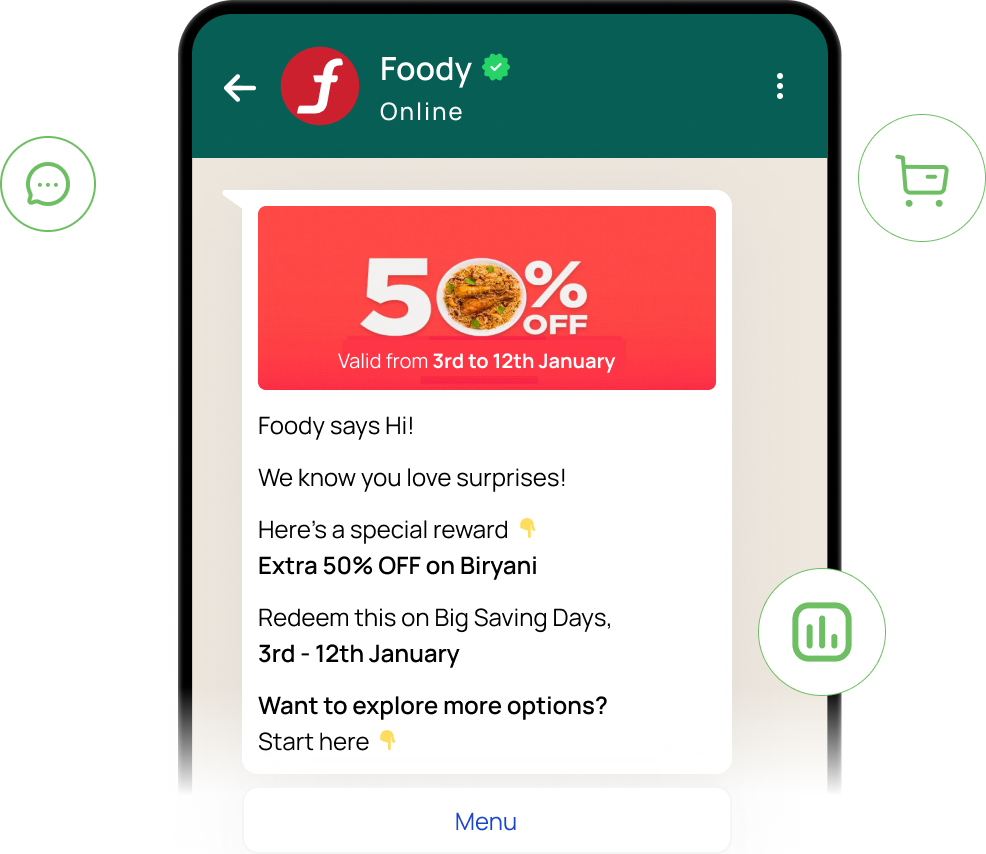 Foody
Online
50% OFF
Valid from 3rd to 12th January
Foody says Hi!
We know you love surprises!
Here's a special reward 👇
Extra 50% OFF on Biryani
Redeem this on Big Saving Days,
3rd - 12th January
Want to explore more options?
Start here 👇
Menu